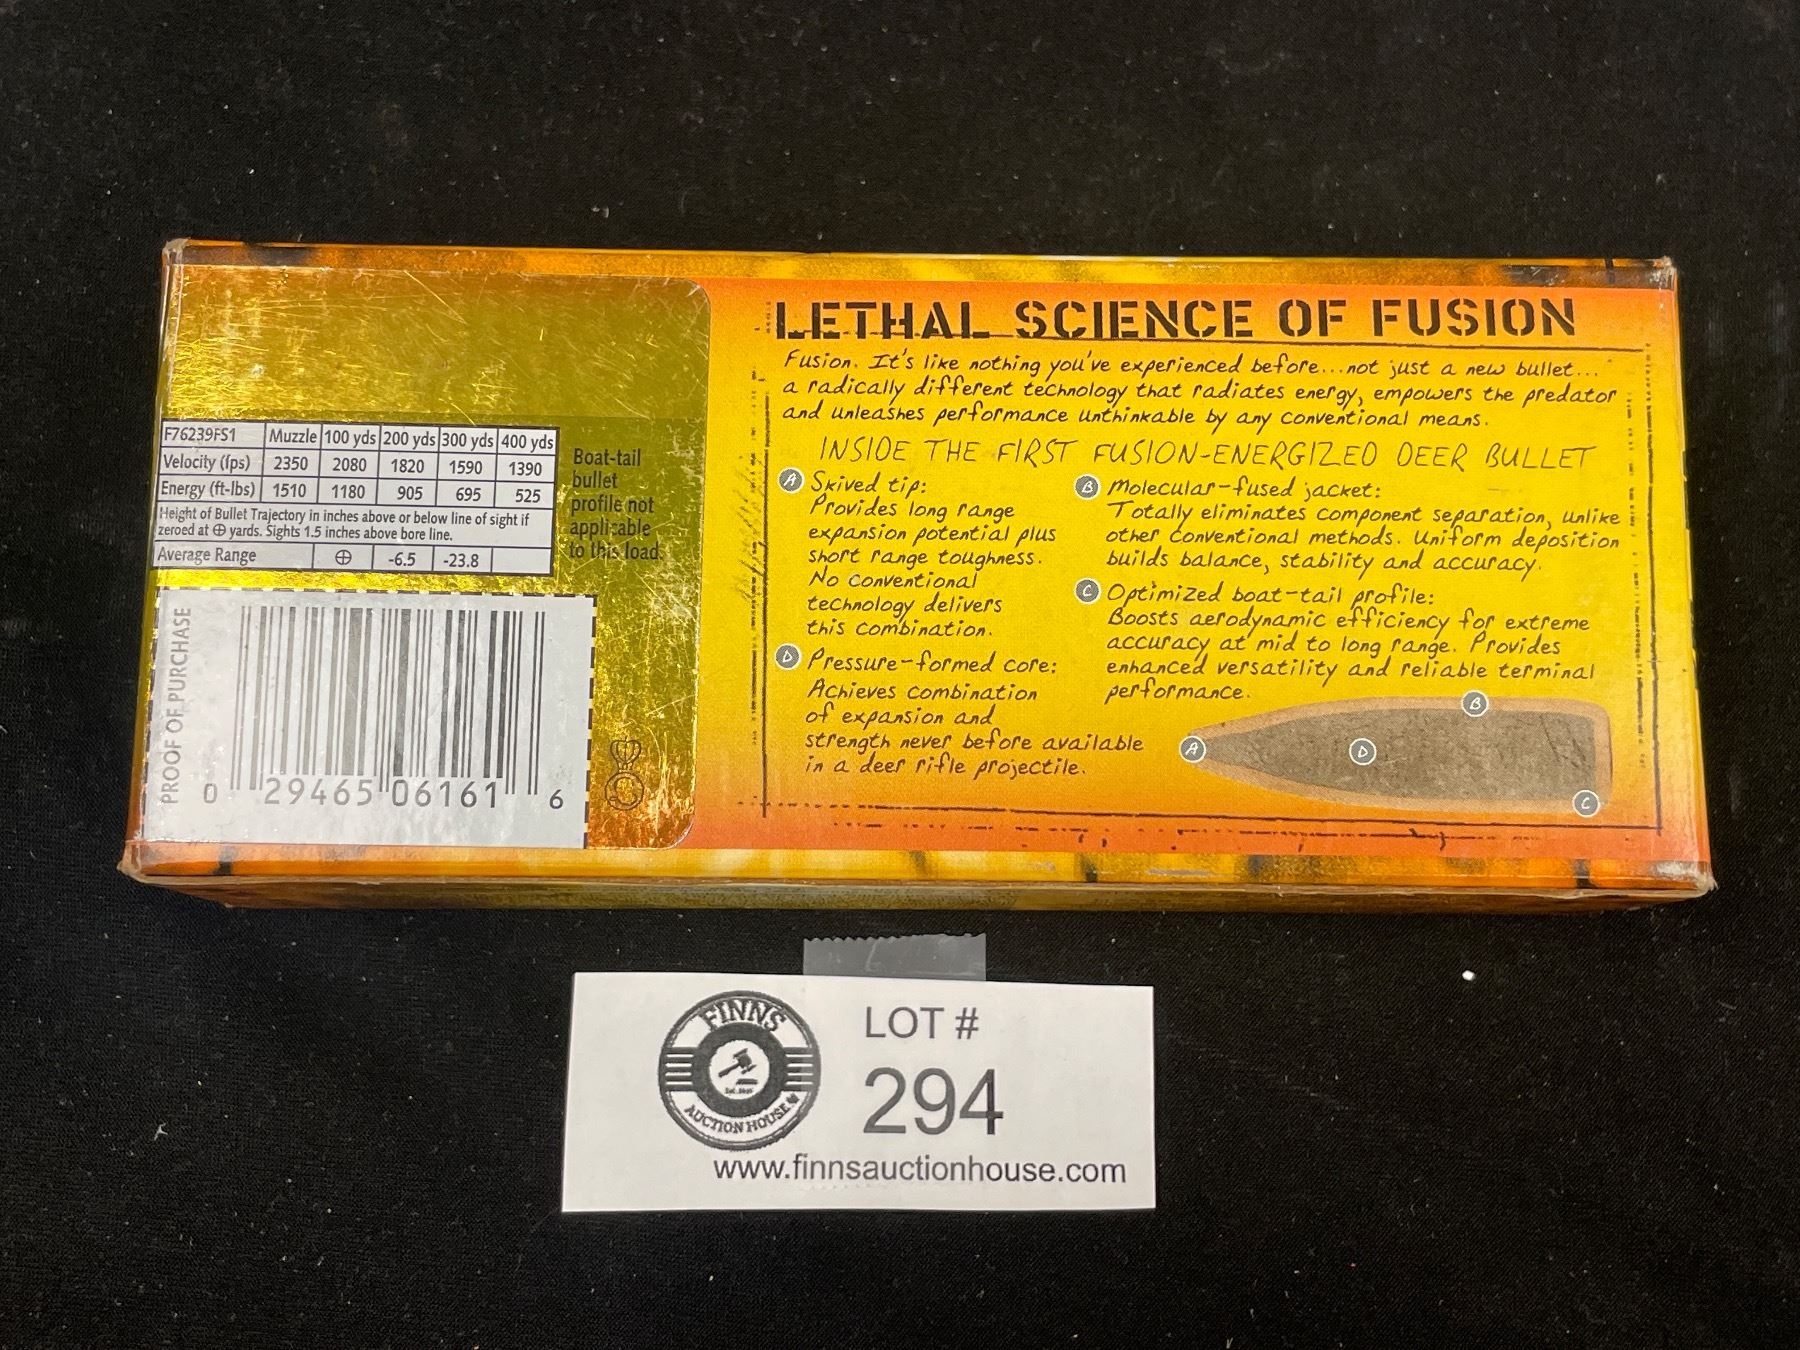 LETHAL SCIENCE OF FUSION
Fusion. It's like nothing you've experienced before...not just a new bullet...
a radically different technology that radiates energy, empowers the predator
and unleashes performance unthinkable by any conventional means.
INSIDE THE FIRST FUSION-ENERGIZED DEER BULLET
A Skived tip:
Provides long range
expansion potential plus
short range toughness.
No conventional
technology delivers
this combination.
D Pressure-formed core:
Achieves combination
of expansion and
strength never before available
in a deer rifle projectile.
B Molecular-fused jacket:
Totally eliminates component separation, unlike
other conventional methods. Uniform deposition
builds balance, stability and accuracy.
C Optimized boat-tail profile:
Boosts aerodynamic efficiency for extreme
accuracy at mid to long range. Provides
enhanced versatility and reliable terminal
performance.
A
D
B
C
F76239FS1 Muzzle 100 yds 200 yds 300 yds 400 yds
Velocity (fps) 2350 2080 1820 1590 1390
Energy (ft-lbs) 1510 1180 905 695 525
Height of Bullet Trajectory in inches above or below line of sight if
zeroed at ⊕ yards. Sights 1.5 inches above bore line.
Average Range ⊕ -6.5 -23.8
Boat-tail
bullet
profile not
applicable
to this load.
PROOF OF PURCHASE
0 29465 06161 6
FINNS
AUCTION HOUSE
LOT #
294
www.finnsauctionhouse.com